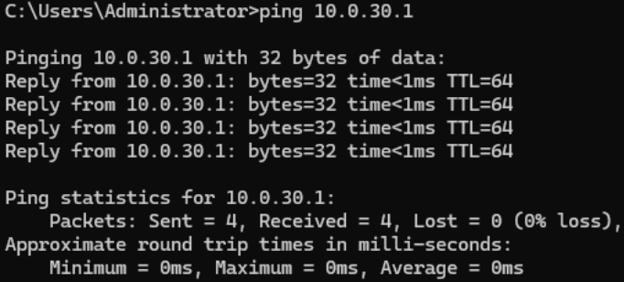 C:\Users\Administrator>ping 10.0.30.1
Pinging 10.0.30.1 with 32 bytes of data:
Reply from 10.0.30.1: bytes=32 time<1ms TTL=64
Reply from 10.0.30.1: bytes=32 time<1ms TTL=64
Reply from 10.0.30.1: bytes=32 time<1ms TTL=64
Reply from 10.0.30.1: bytes=32 time<1ms TTL=64
Ping statistics for 10.0.30.1:
    Packets: Sent = 4, Received = 4, Lost = 0 (0% loss),
Approximate round trip times in milli-seconds:
    Minimum = 0ms, Maximum = 0ms, Average = 0ms